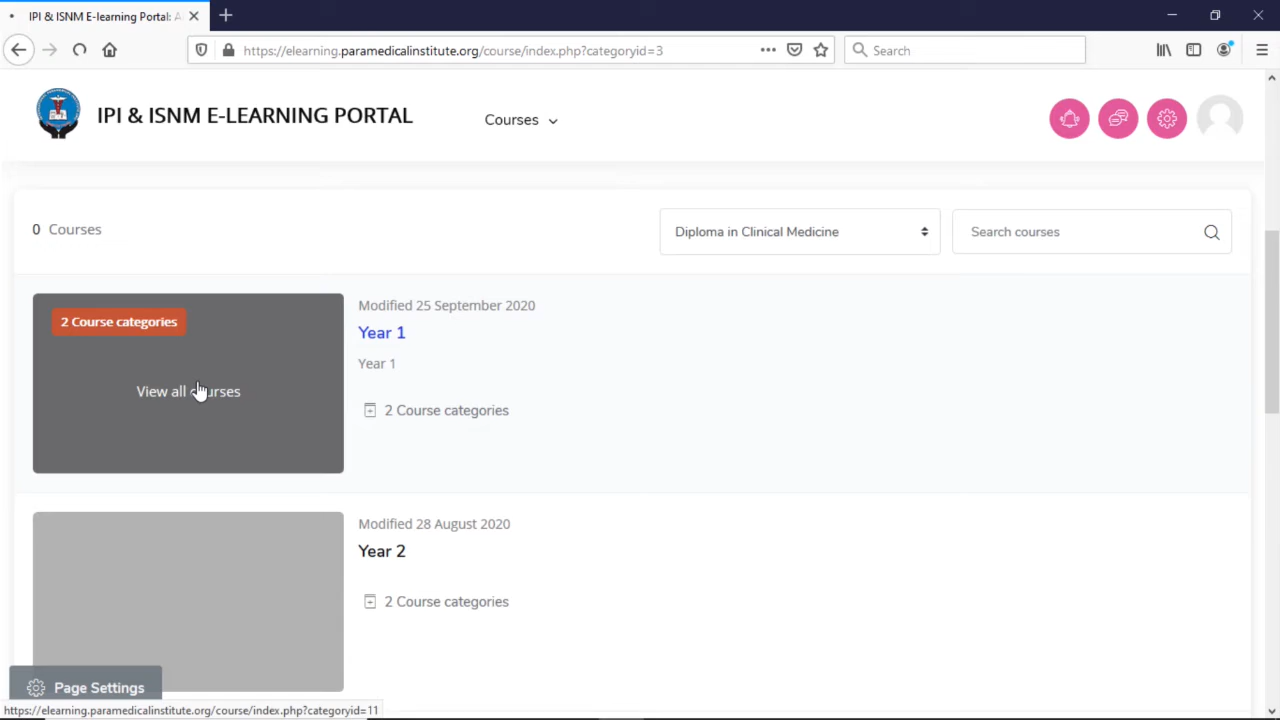 IPI & ISNM E-learning Portal: A
https://elearning.paramedicalinstitute.org/course/index.php?categoryid=3
Search
IPI & ISNM E-LEARNING PORTAL
Courses
0 Courses
Diploma in Clinical Medicine
Search courses
2 Course categories
View all courses
Modified 25 September 2020
Year 1
Year 1
2 Course categories
Modified 28 August 2020
Year 2
2 Course categories
Page Settings
https://elearning.paramedicalinstitute.org/course/index.php?categoryid=11